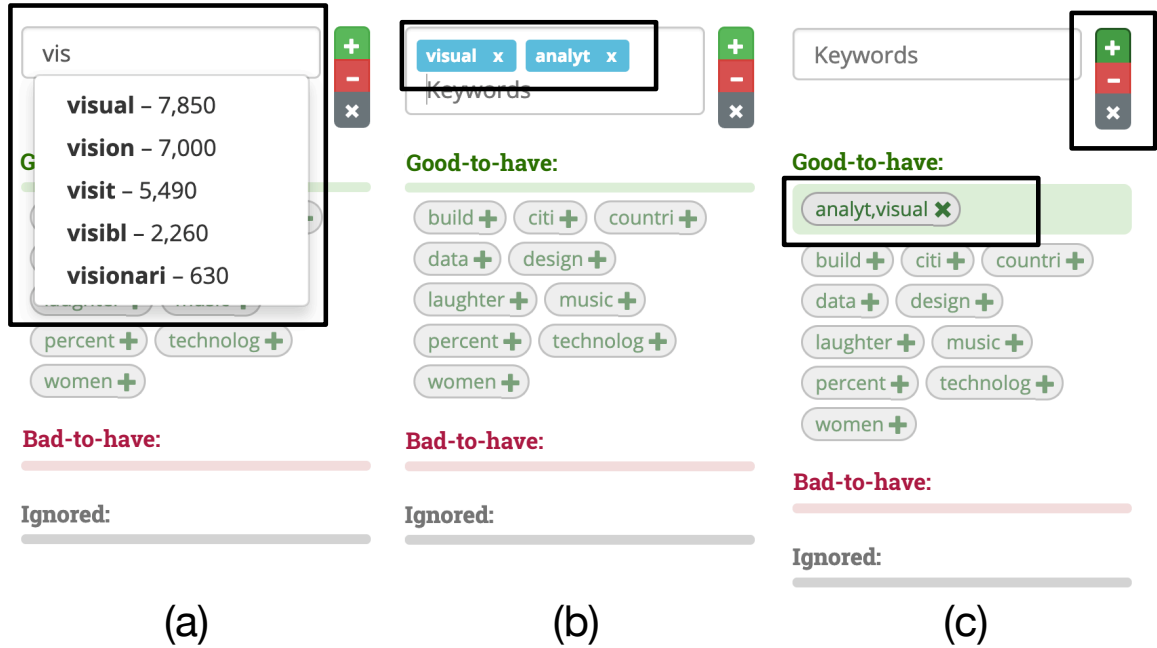 vis
+
−
×
visual – 7,850
vision – 7,000
visit – 5,490
visibl – 2,260
visionari – 630
G
percent + technolog +
women +
Bad-to-have:
Ignored:
(a)
visual x analyt x
Keywords
+
−
×
Good-to-have:
build + citi + countri +
data + design +
laughter + music +
percent + technolog +
women +
Bad-to-have:
Ignored:
(b)
Keywords
+
−
×
Good-to-have:
analyt,visual ×
build + citi + countri +
data + design +
laughter + music +
percent + technolog +
women +
Bad-to-have:
Ignored:
(c)